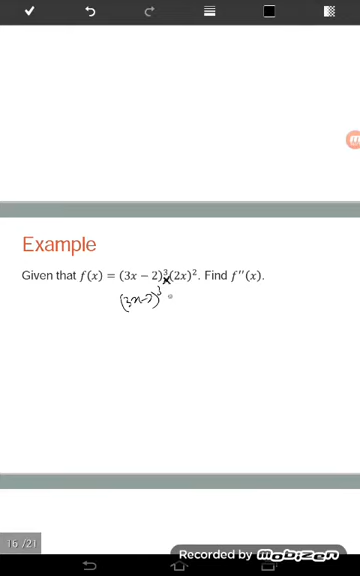 Example
Given that f(x) = (3x − 2)³(2x)². Find f′′(x).
(3x-2)³
16 /21
Recorded by Mobizen